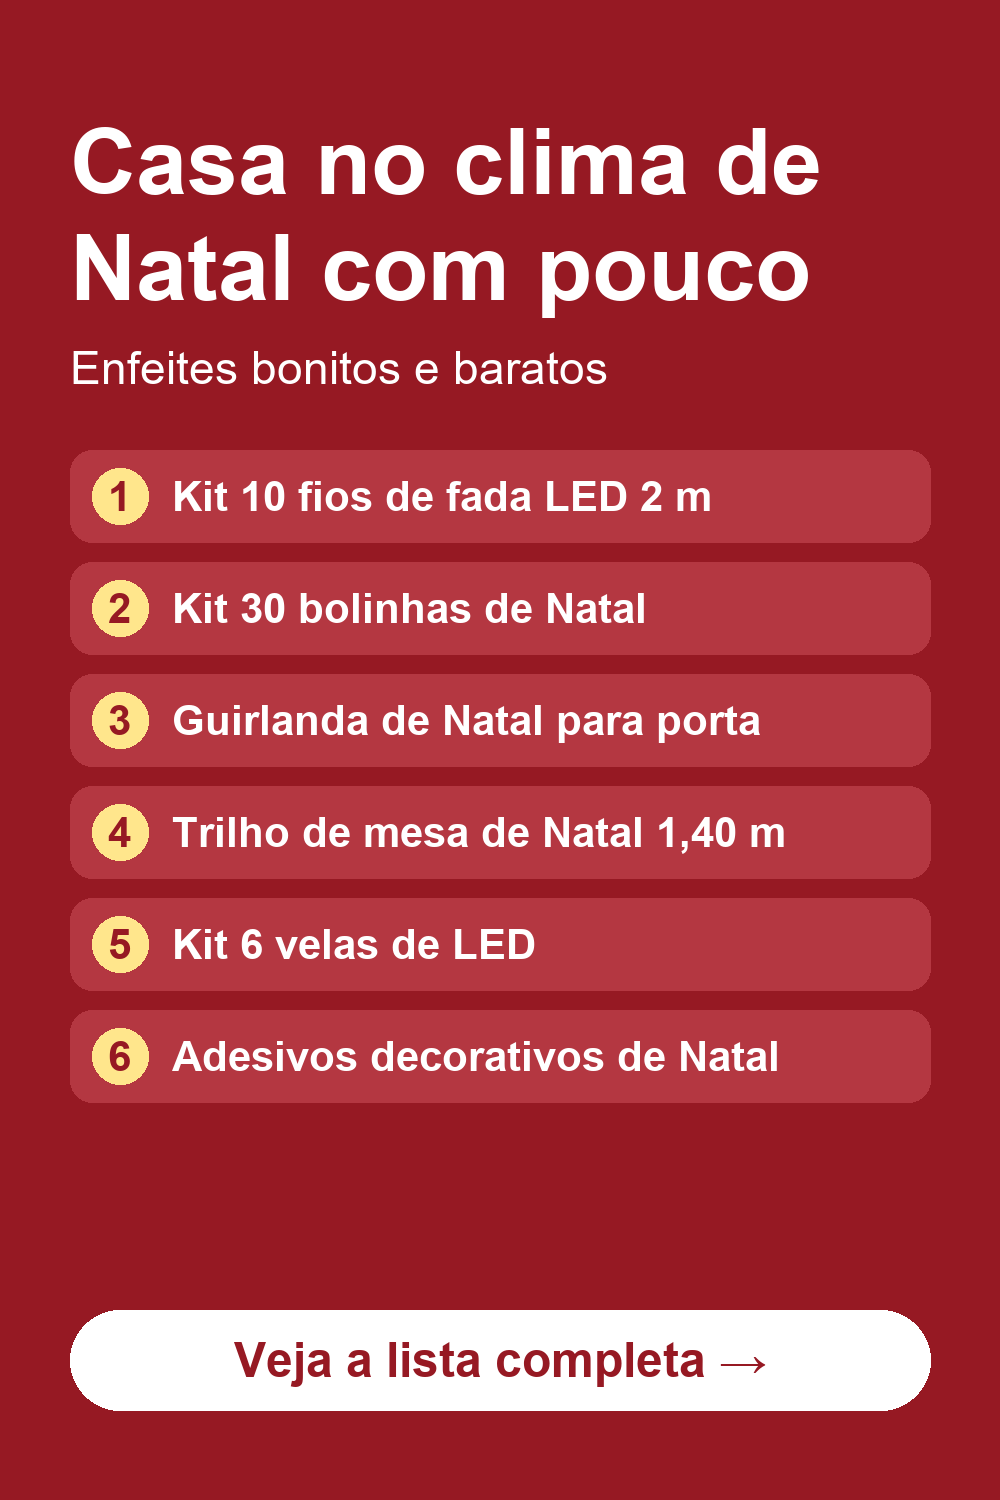 Casa no clima de
Natal com pouco
Enfeites bonitos e baratos
1 Kit 10 fios de fada LED 2 m
2 Kit 30 bolinhas de Natal
3 Guirlanda de Natal para porta
4 Trilho de mesa de Natal 1,40 m
5 Kit 6 velas de LED
6 Adesivos decorativos de Natal
Veja a lista completa →